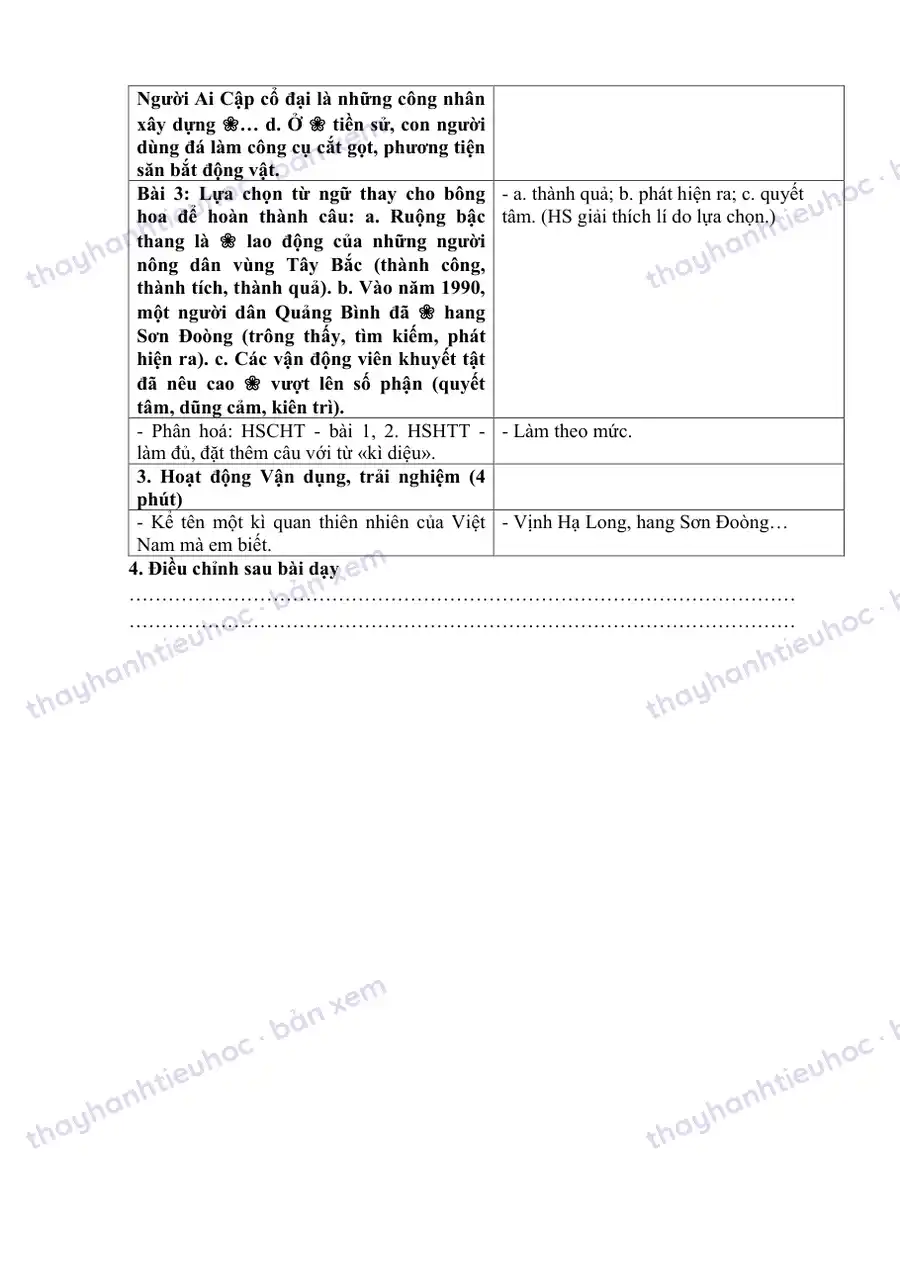 Người Ai Cập cổ đại là những công nhân
xây dựng ❀… d. Ở ❀ tiền sử, con người
dùng đá làm công cụ cắt gọt, phương tiện
săn bắt động vật.
Bài 3: Lựa chọn từ ngữ thay cho bông
hoa để hoàn thành câu: a. Ruộng bậc
thang là ❀ lao động của những người
nông dân vùng Tây Bắc (thành công,
thành tích, thành quả). b. Vào năm 1990,
một người dân Quảng Bình đã ❀ hang
Sơn Đoòng (trông thấy, tìm kiếm, phát
hiện ra). c. Các vận động viên khuyết tật
đã nêu cao ❀ vượt lên số phận (quyết
tâm, dũng cảm, kiên trì).
- a. thành quả; b. phát hiện ra; c. quyết
tâm. (HS giải thích lí do lựa chọn.)
- Phân hoá: HSCHT - bài 1, 2. HSHTT -
làm đủ, đặt thêm câu với từ «kì diệu».
- Làm theo mức.
3. Hoạt động Vận dụng, trải nghiệm (4
phút)
- Kể tên một kì quan thiên nhiên của Việt
Nam mà em biết.
- Vịnh Hạ Long, hang Sơn Đoòng…
4. Điều chỉnh sau bài dạy
……………………………………………………………………………………
……………………………………………………………………………………
thayhanhtieuhoc · bản xem
thayhanhtieuhoc · b
thayhanhtieuhoc · bản xem
thayhanhtieuhoc · b
thayhanhtieuhoc · bản xem
thayhanhtieuhoc · b